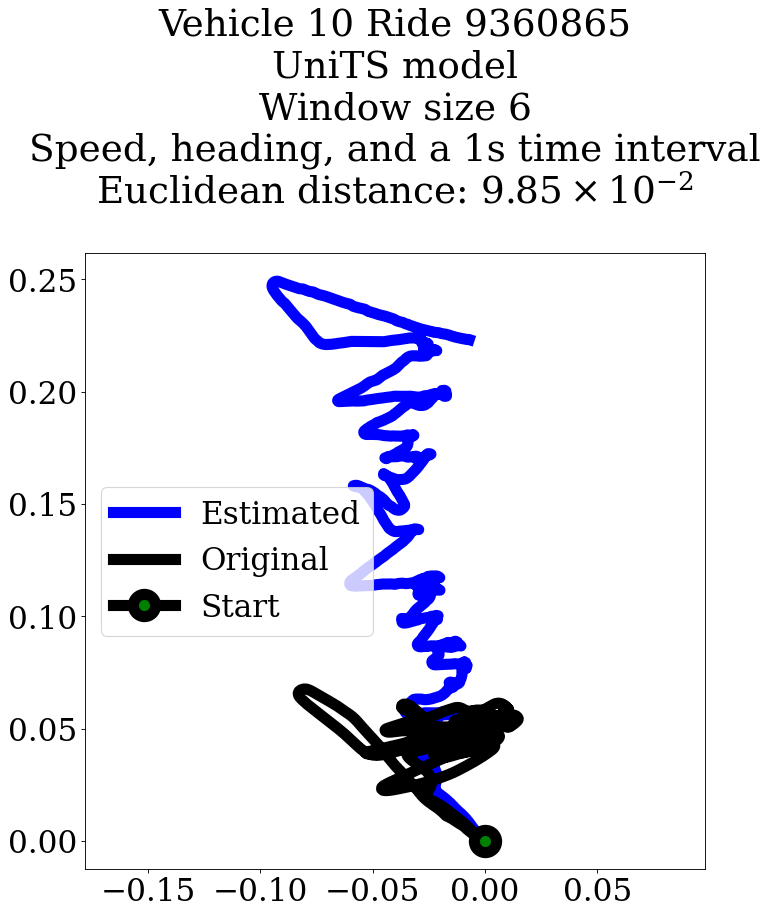 Vehicle 10 Ride 9360865
UniTS model
Window size 6
Speed, heading, and a 1s time interval
Euclidean distance: 9.85 × 10⁻²
0.25
0.20
0.15
0.10
0.05
0.00
Estimated
Original
Start
−0.15 −0.10 −0.05 0.00 0.05